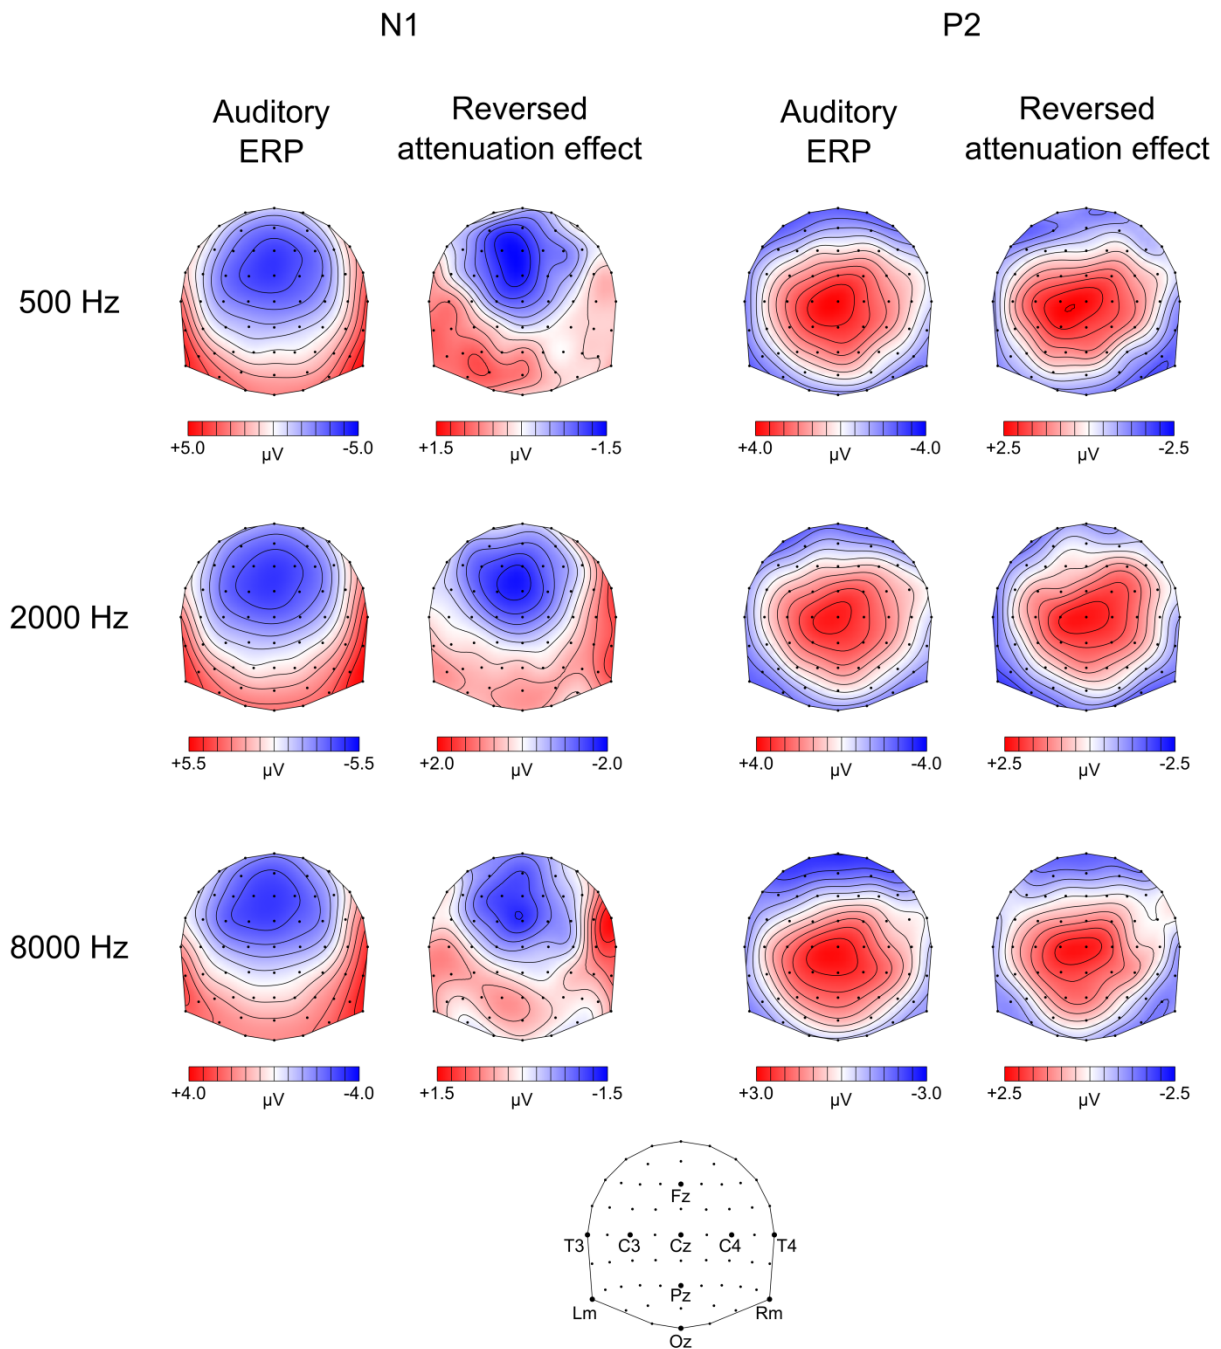 N1 P2
Auditory ERP Reversed attenuation effect Auditory ERP Reversed attenuation effect
500 Hz
+5.0 µV -5.0 +1.5 µV -1.5 +4.0 µV -4.0 +2.5 µV -2.5
2000 Hz
+5.5 µV -5.5 +2.0 µV -2.0 +4.0 µV -4.0 +2.5 µV -2.5
8000 Hz
+4.0 µV -4.0 +1.5 µV -1.5 +3.0 µV -3.0 +2.5 µV -2.5
Fz
T3 C3 Cz C4 T4
Pz
Lm Rm
Oz